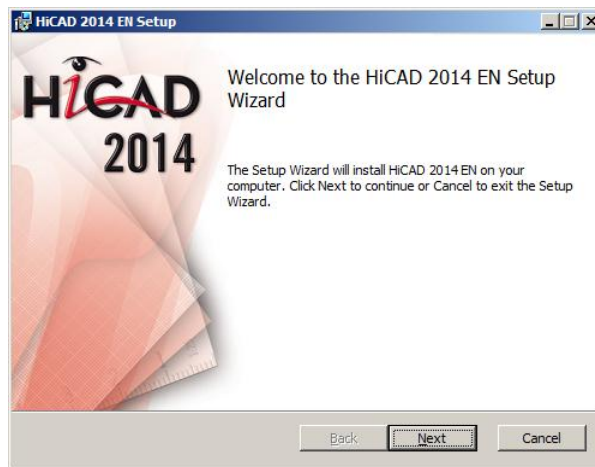 HiCAD 2014 EN Setup
HiCAD
2014
Welcome to the HiCAD 2014 EN Setup
Wizard
The Setup Wizard will install HiCAD 2014 EN on your
computer. Click Next to continue or Cancel to exit the Setup
Wizard.
Back Next Cancel